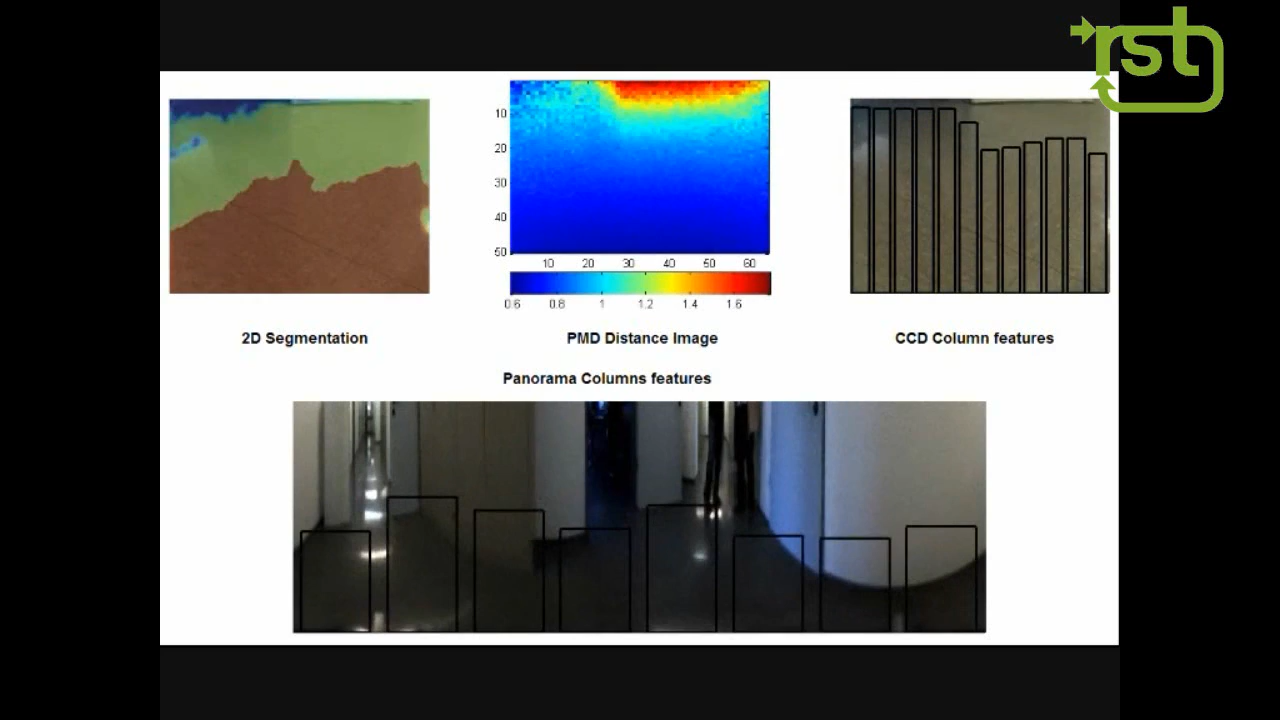 rst
10
20
30
40
50
10 20 30 40 50 60
0.6 0.8 1 1.2 1.4 1.6
2D Segmentation PMD Distance Image CCD Column features
Panorama Columns features